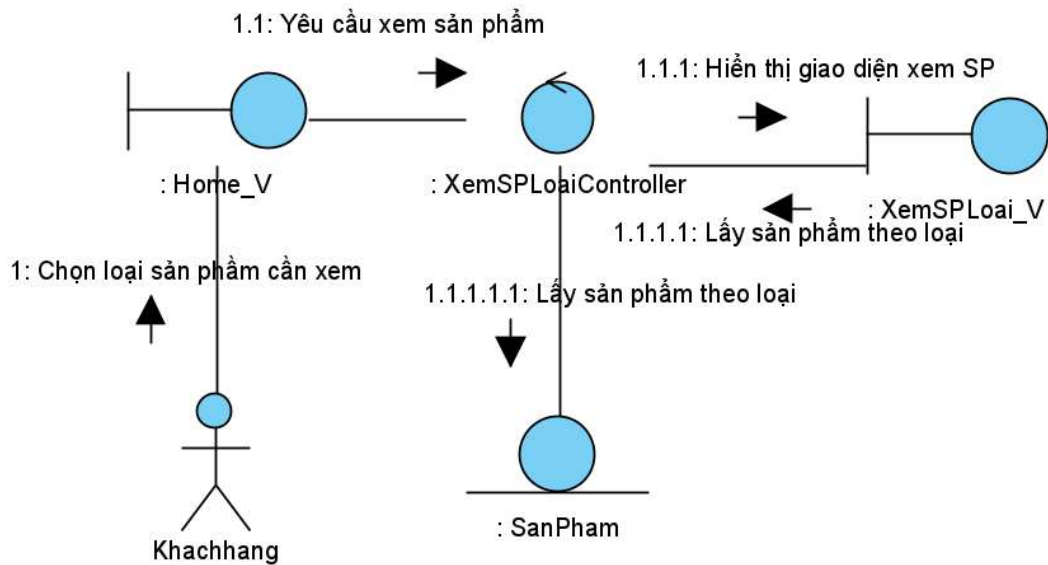 1.1: Yêu cầu xem sản phẩm
1.1.1: Hiển thị giao diện xem SP
: Home_V
: XemSPLoaiController
: XemSPLoai_V
1.1.1.1: Lấy sản phẩm theo loại
1: Chọn loại sản phầm cần xem
1.1.1.1.1: Lấy sản phẩm theo loại
: SanPham
Khachhang